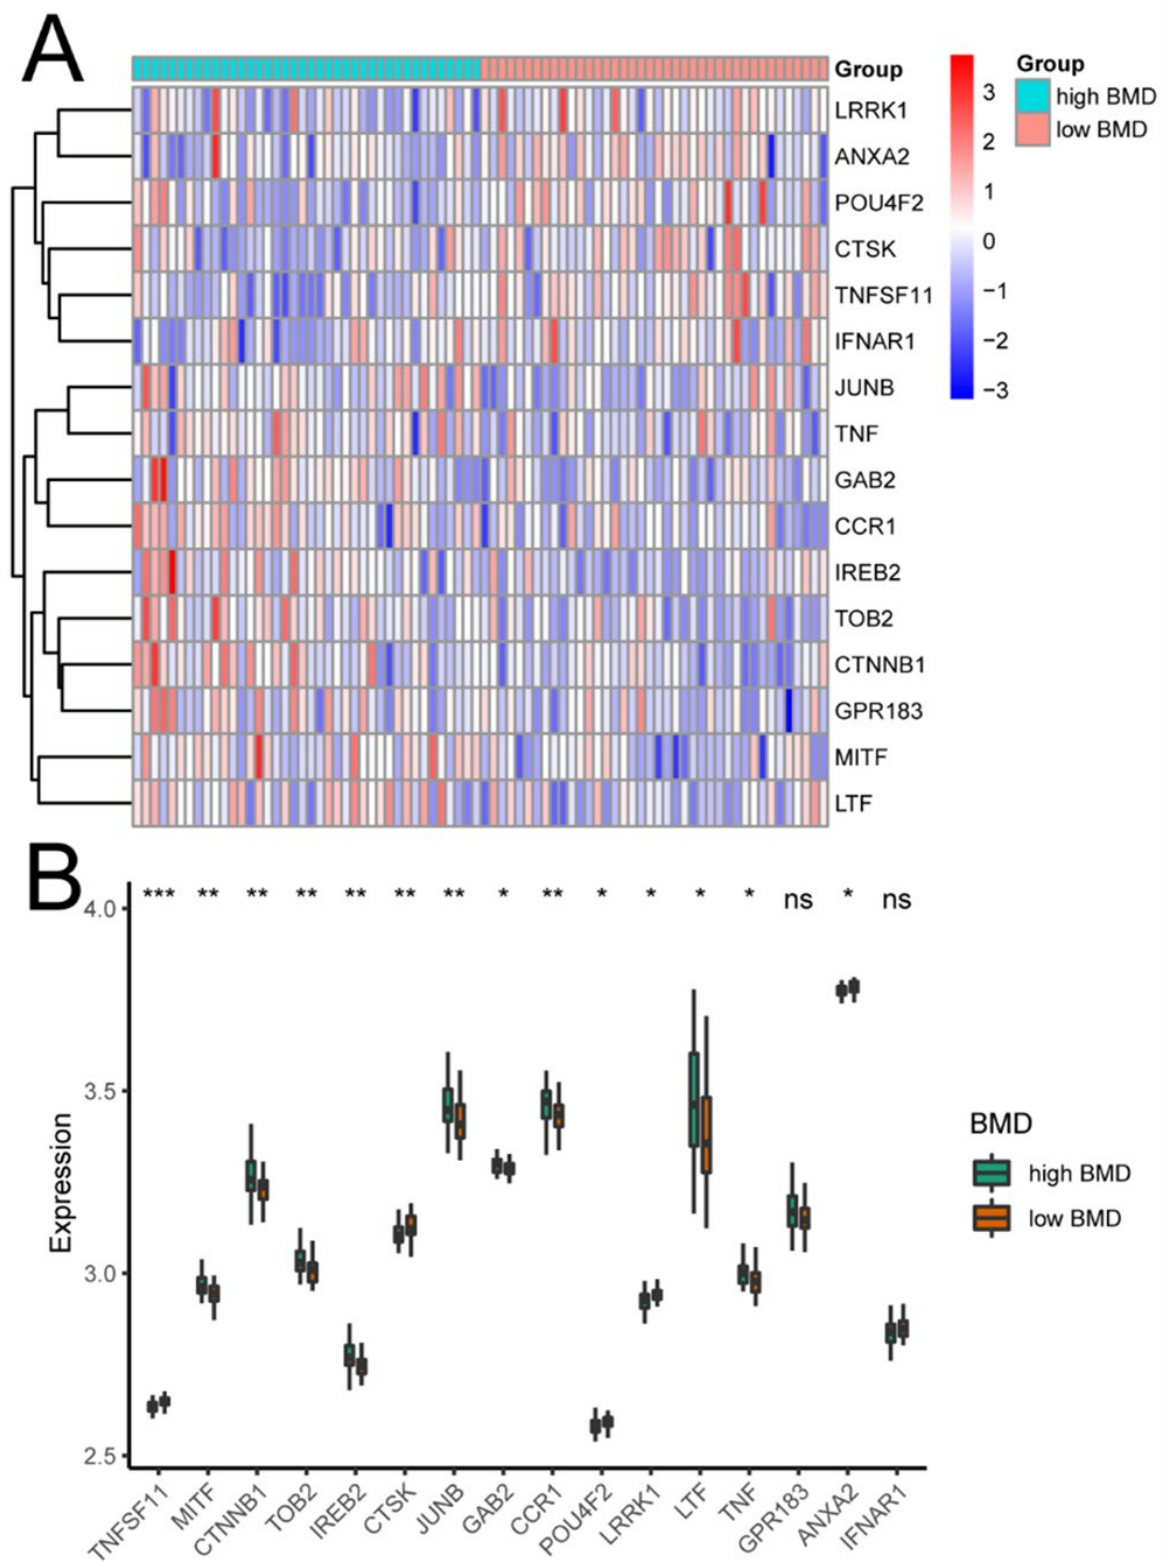 A
Group
LRRK1
ANXA2
POU4F2
CTSK
TNFSF11
IFNAR1
JUNB
TNF
GAB2
CCR1
IREB2
TOB2
CTNNB1
GPR183
MITF
LTF
3
2
1
0
−1
−2
−3
Group
high BMD
low BMD
B
*** ** ** ** ** ** ** * ** * * * * ns * ns
4.0
3.5
3.0
2.5
Expression
TNFSF11
MITF
CTNNB1
TOB2
IREB2
CTSK
JUNB
GAB2
CCR1
POU4F2
LRRK1
LTF
TNF
GPR183
ANXA2
IFNAR1
BMD
high BMD
low BMD